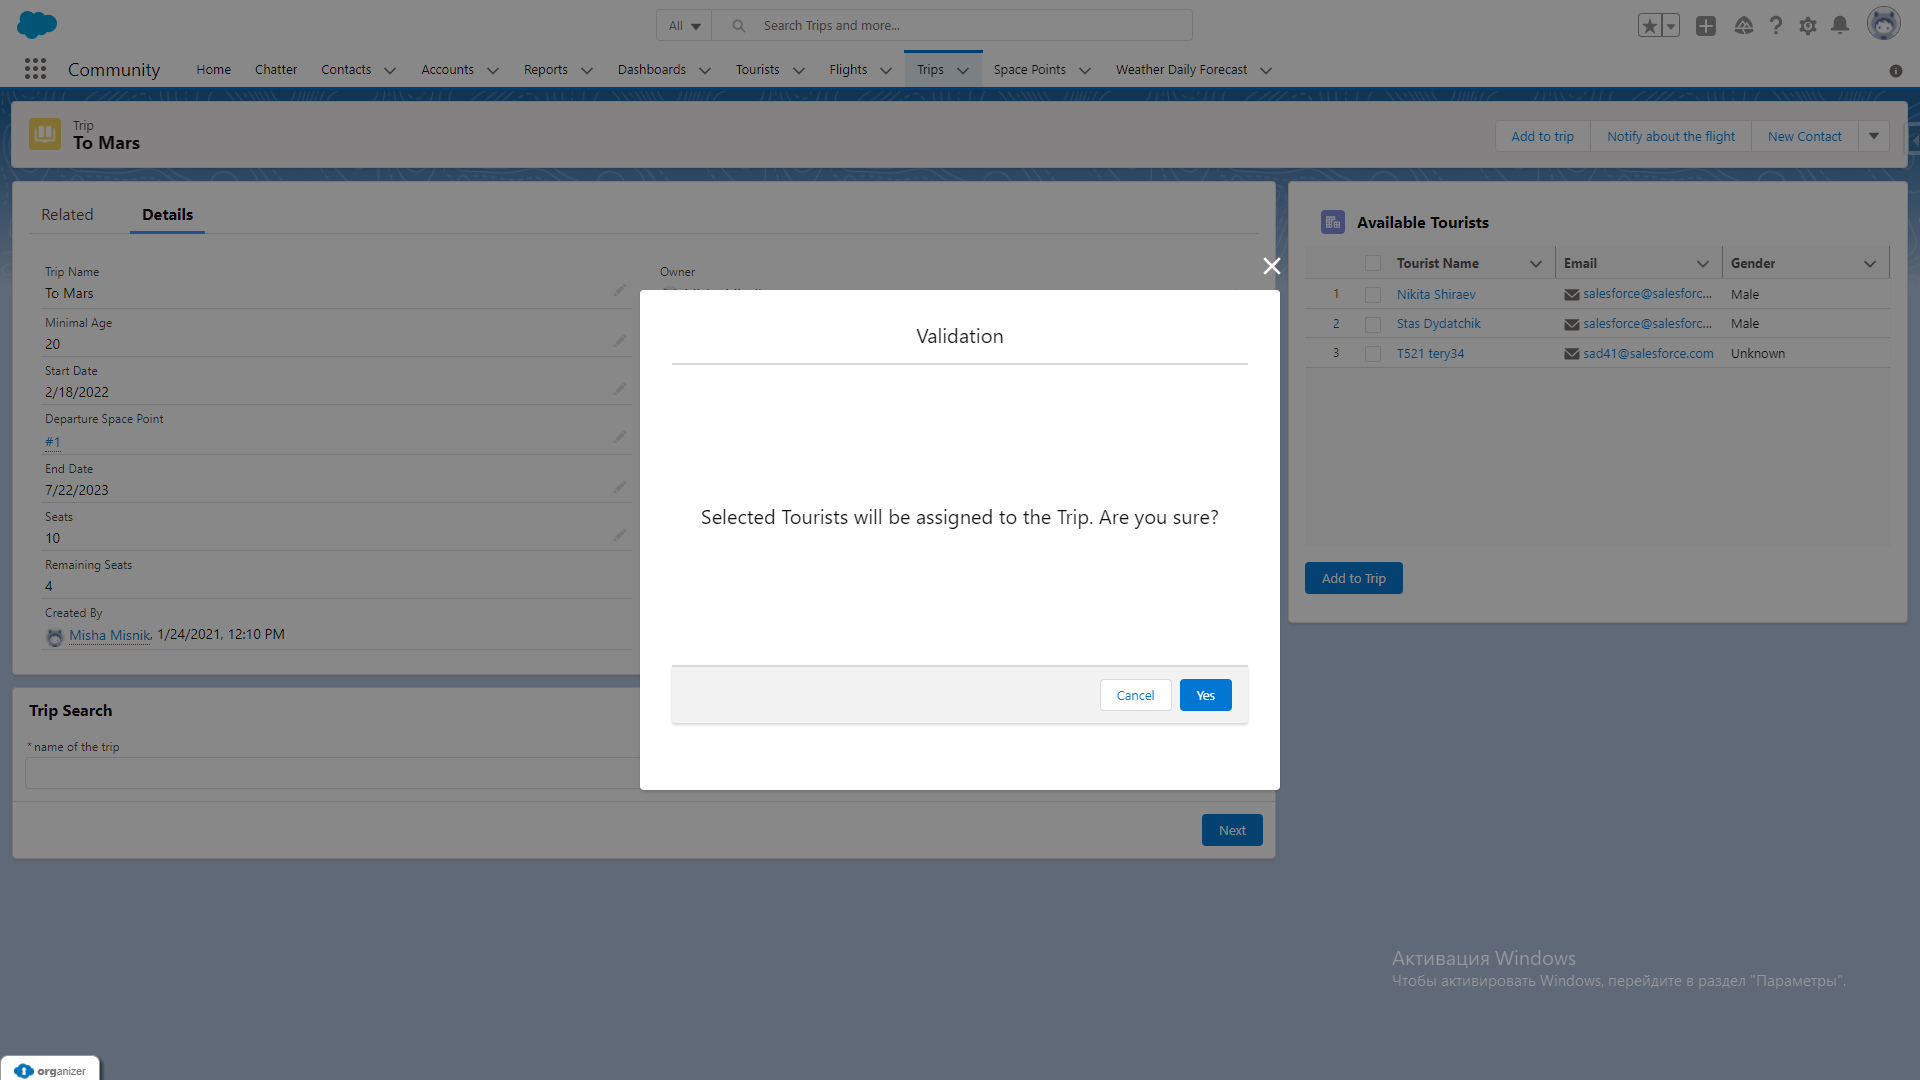 All
Search Trips and more...
Community
Home
Chatter
Contacts
Accounts
Reports
Dashboards
Tourists
Flights
Trips
Space Points
Weather Daily Forecast
Trip
To Mars
Add to trip
Notify about the flight
New Contact
Related
Details
Trip Name
To Mars
Owner
Minimal Age
20
Start Date
2/18/2022
Departure Space Point
#1
End Date
7/22/2023
Seats
10
Remaining Seats
4
Created By
Misha Misnik, 1/24/2021, 12:10 PM
Trip Search
* name of the trip
Next
Validation
Selected Tourists will be assigned to the Trip. Are you sure?
Cancel
Yes
Available Tourists
Tourist Name Email Gender
1 Nikita Shiraev salesforce@salesforc... Male
2 Stas Dydatchik salesforce@salesforc... Male
3 T521 tery34 sad41@salesforce.com Unknown
Add to Trip
Активация Windows
Чтобы активировать Windows, перейдите в раздел "Параметры".
organizer